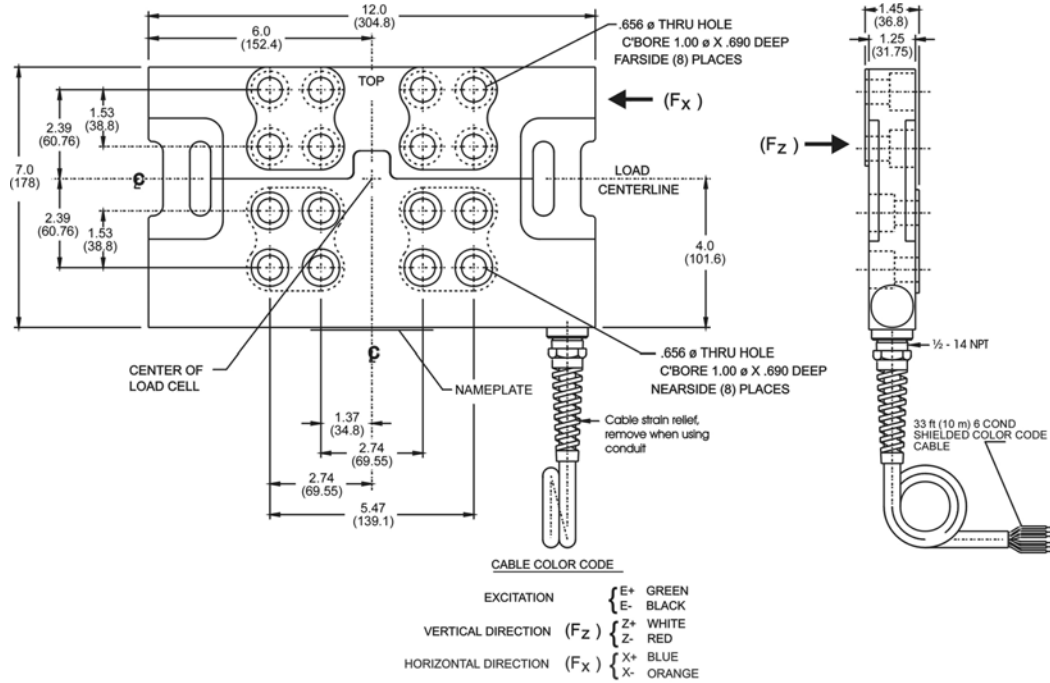 12.0
(304.8)
6.0
(152.4)
TOP
.656 ø THRU HOLE
C'BORE 1.00 ø X .690 DEEP
FARSIDE (8) PLACES
(Fx)
1.45
(36.8)
1.25
(31.75)
(Fz)
1.53
(38.8)
2.39
(60.76)
7.0
(178)
℄
2.39
(60.76)
1.53
(38.8)
LOAD
CENTERLINE
4.0
(101.6)
CENTER OF
LOAD CELL
℄
NAMEPLATE
.656 ø THRU HOLE
C'BORE 1.00 ø X .690 DEEP
NEARSIDE (8) PLACES
½ - 14 NPT
1.37
(34.8)
2.74
(69.55)
2.74
(69.55)
5.47
(139.1)
Cable strain relief,
remove when using
conduit
33 ft (10 m) 6 COND
SHIELDED COLOR CODE
CABLE
CABLE COLOR CODE
EXCITATION { E+ GREEN
E- BLACK
VERTICAL DIRECTION (Fz) { Z+ WHITE
Z- RED
HORIZONTAL DIRECTION (Fx) { X+ BLUE
X- ORANGE